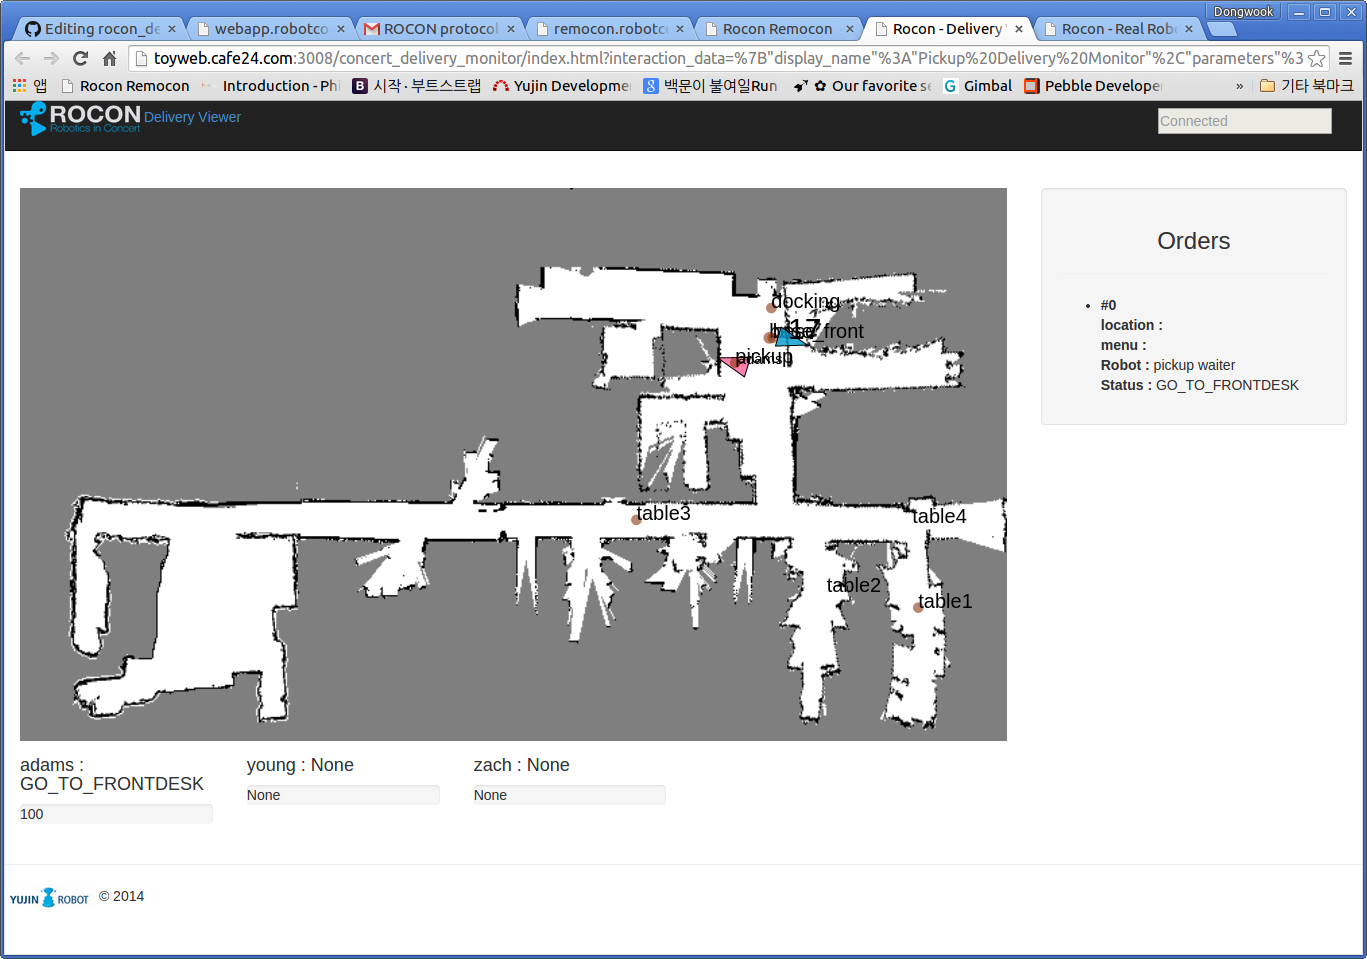 Dongwook
Editing rocon_de
webapp.robotco
ROCON protocol
remocon.robotc
Rocon Remocon
Rocon - Delivery
Rocon - Real Rob
toyweb.cafe24.com:3008/concert_delivery_monitor/index.html?interaction_data=%7B"display_name"%3A"Pickup%20Delivery%20Monitor"%2C"parameters"%3
앱
Rocon Remocon
Introduction - Phi
시작 · 부트스트랩
Yujin Developme
백문이 불여일Run
Our favorite se
Gimbal
Pebble Develope
»
기타 북마크
ROCON
Robotics in Concert
Delivery Viewer
Connected
docking
17
_front
pickup
adams
table3
table4
table2
table1
Orders
#0
location :
menu :
Robot : pickup waiter
Status : GO_TO_FRONTDESK
adams :
GO_TO_FRONTDESK
100
young : None
None
zach : None
None
YUJIN ROBOT
© 2014